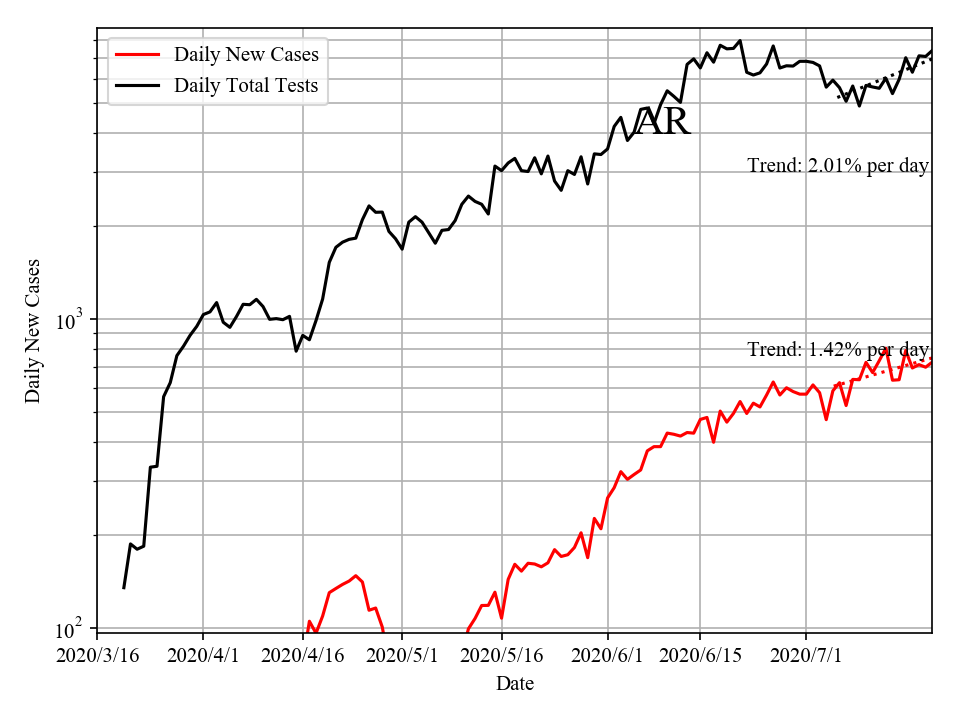 Daily New Cases
Daily Total Tests
AR
Trend: 2.01% per day
Trend: 1.42% per day
Daily New Cases
10³
10²
2020/3/16 2020/4/1 2020/4/16 2020/5/1 2020/5/16 2020/6/1 2020/6/15 2020/7/1
Date